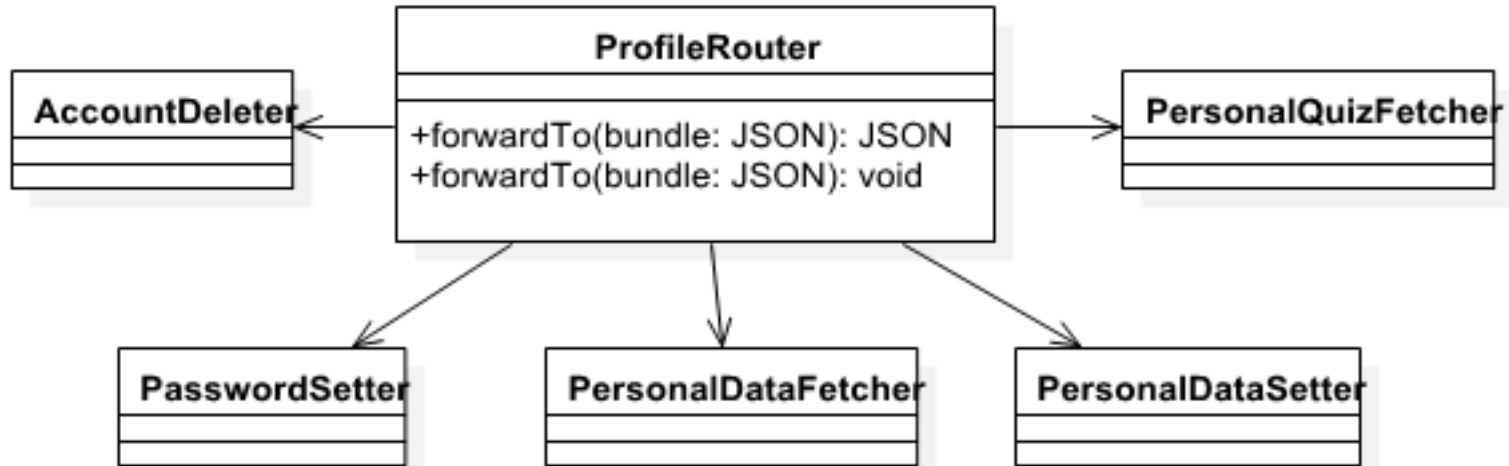 ProfileRouter
AccountDeleter
PersonalQuizFetcher
+forwardTo(bundle: JSON): JSON
+forwardTo(bundle: JSON): void
PasswordSetter
PersonalDataFetcher
PersonalDataSetter